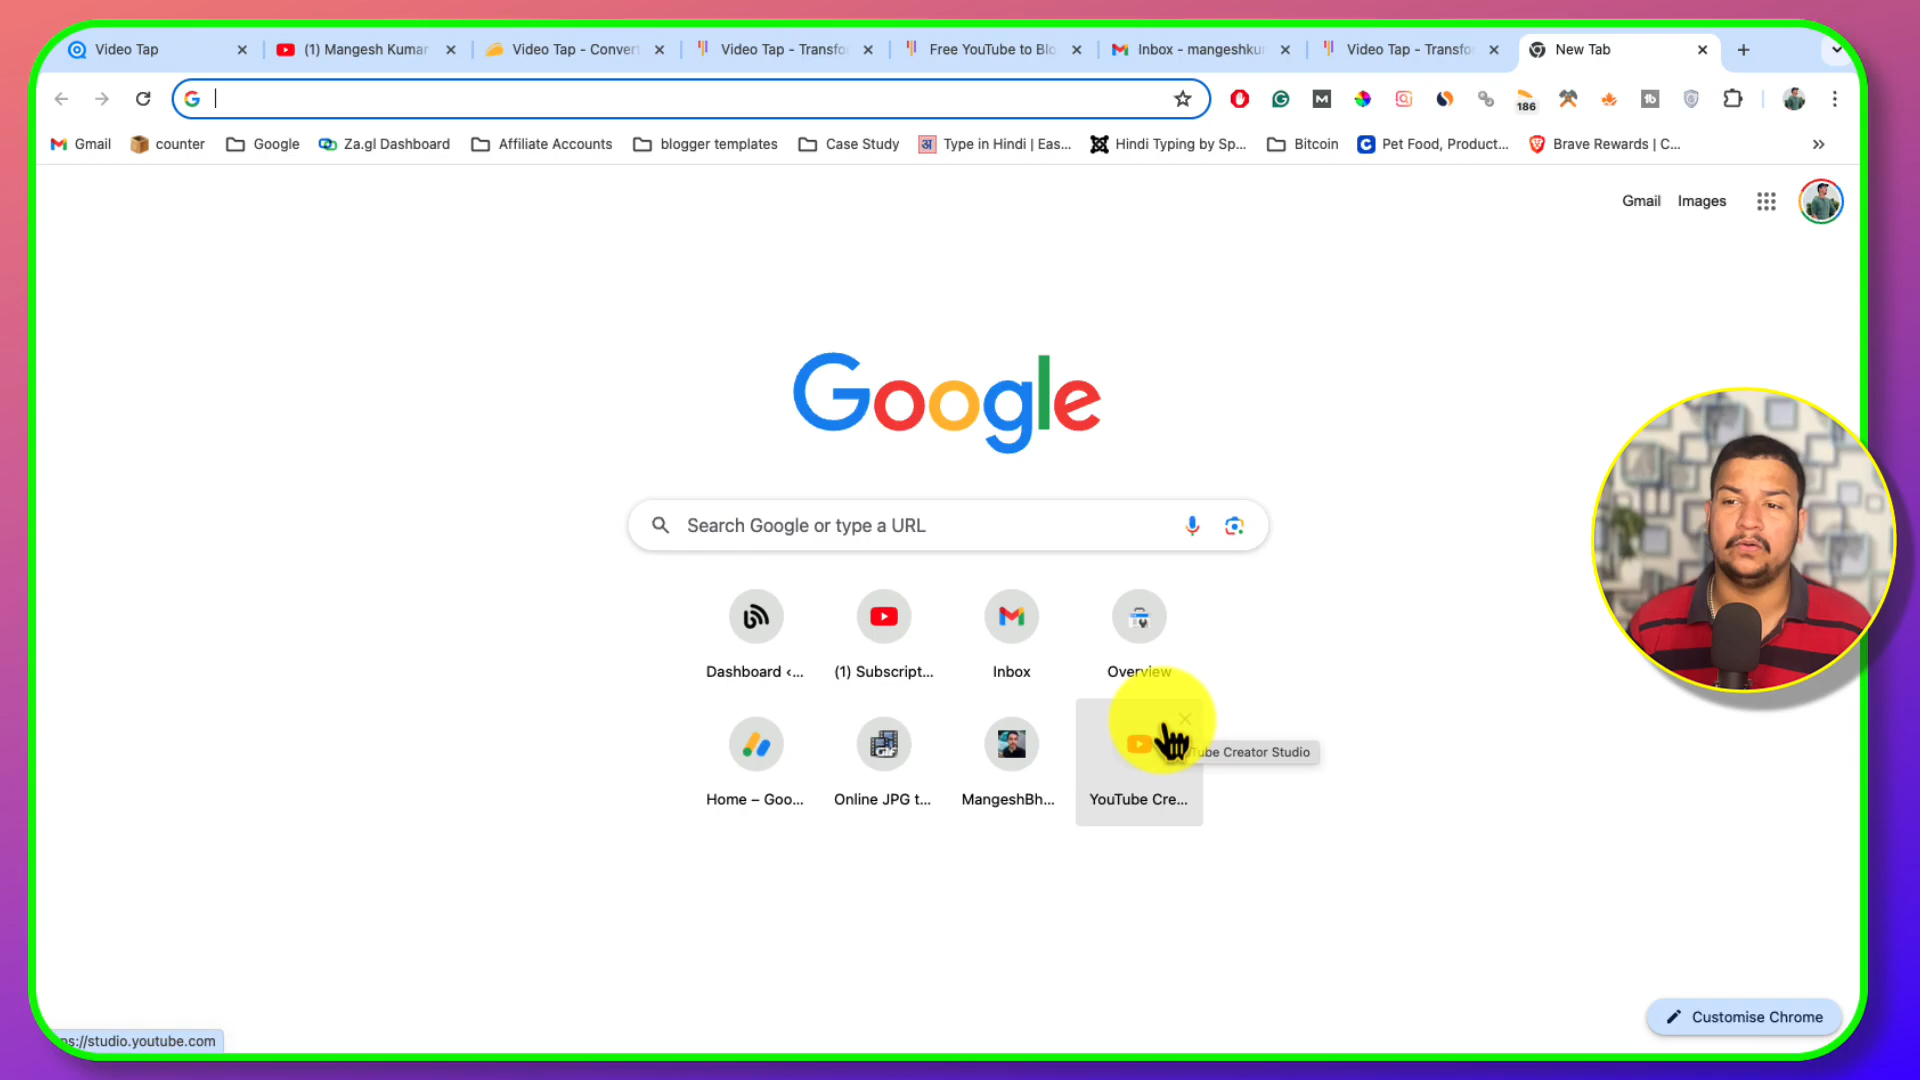 Video Tap
(1) Mangesh Kumar
Video Tap - Convert
Video Tap - Transfo
Free YouTube to Blo
Inbox - mangeshkur
Video Tap - Transfo
New Tab
186
Gmail
counter
Google
Za.gl Dashboard
Affiliate Accounts
blogger templates
Case Study
Type in Hindi | Eas...
Hindi Typing by Sp...
Bitcoin
Pet Food, Product...
Brave Rewards | C...
Gmail
Images
Google
Search Google or type a URL
Dashboard ‹...
(1) Subscript...
Inbox
Overview
Tube Creator Studio
Home – Goo...
Online JPG t...
MangeshBh...
YouTube Cre...
Customise Chrome
ps://studio.youtube.com